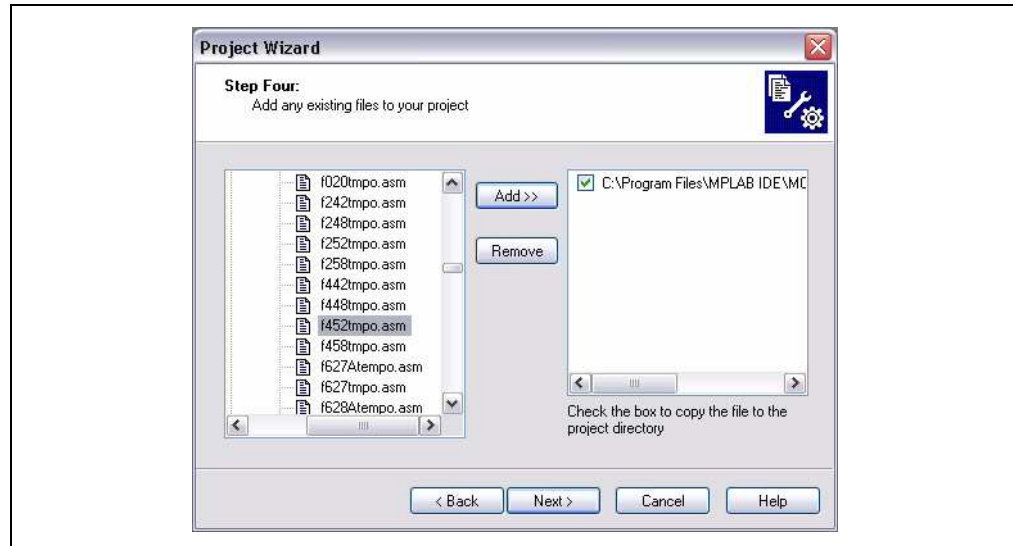 Project Wizard
Step Four:
Add any existing files to your project
f020tmpo.asm
f242tmpo.asm
f248tmpo.asm
f252tmpo.asm
f258tmpo.asm
f442tmpo.asm
f448tmpo.asm
f452tmpo.asm
f458tmpo.asm
f627Atempo.asm
f627tmpo.asm
f628Atempo.asm
Add >>
Remove
C:\Program Files\MPLAB IDE\MC
Check the box to copy the file to the
project directory
< Back
Next >
Cancel
Help